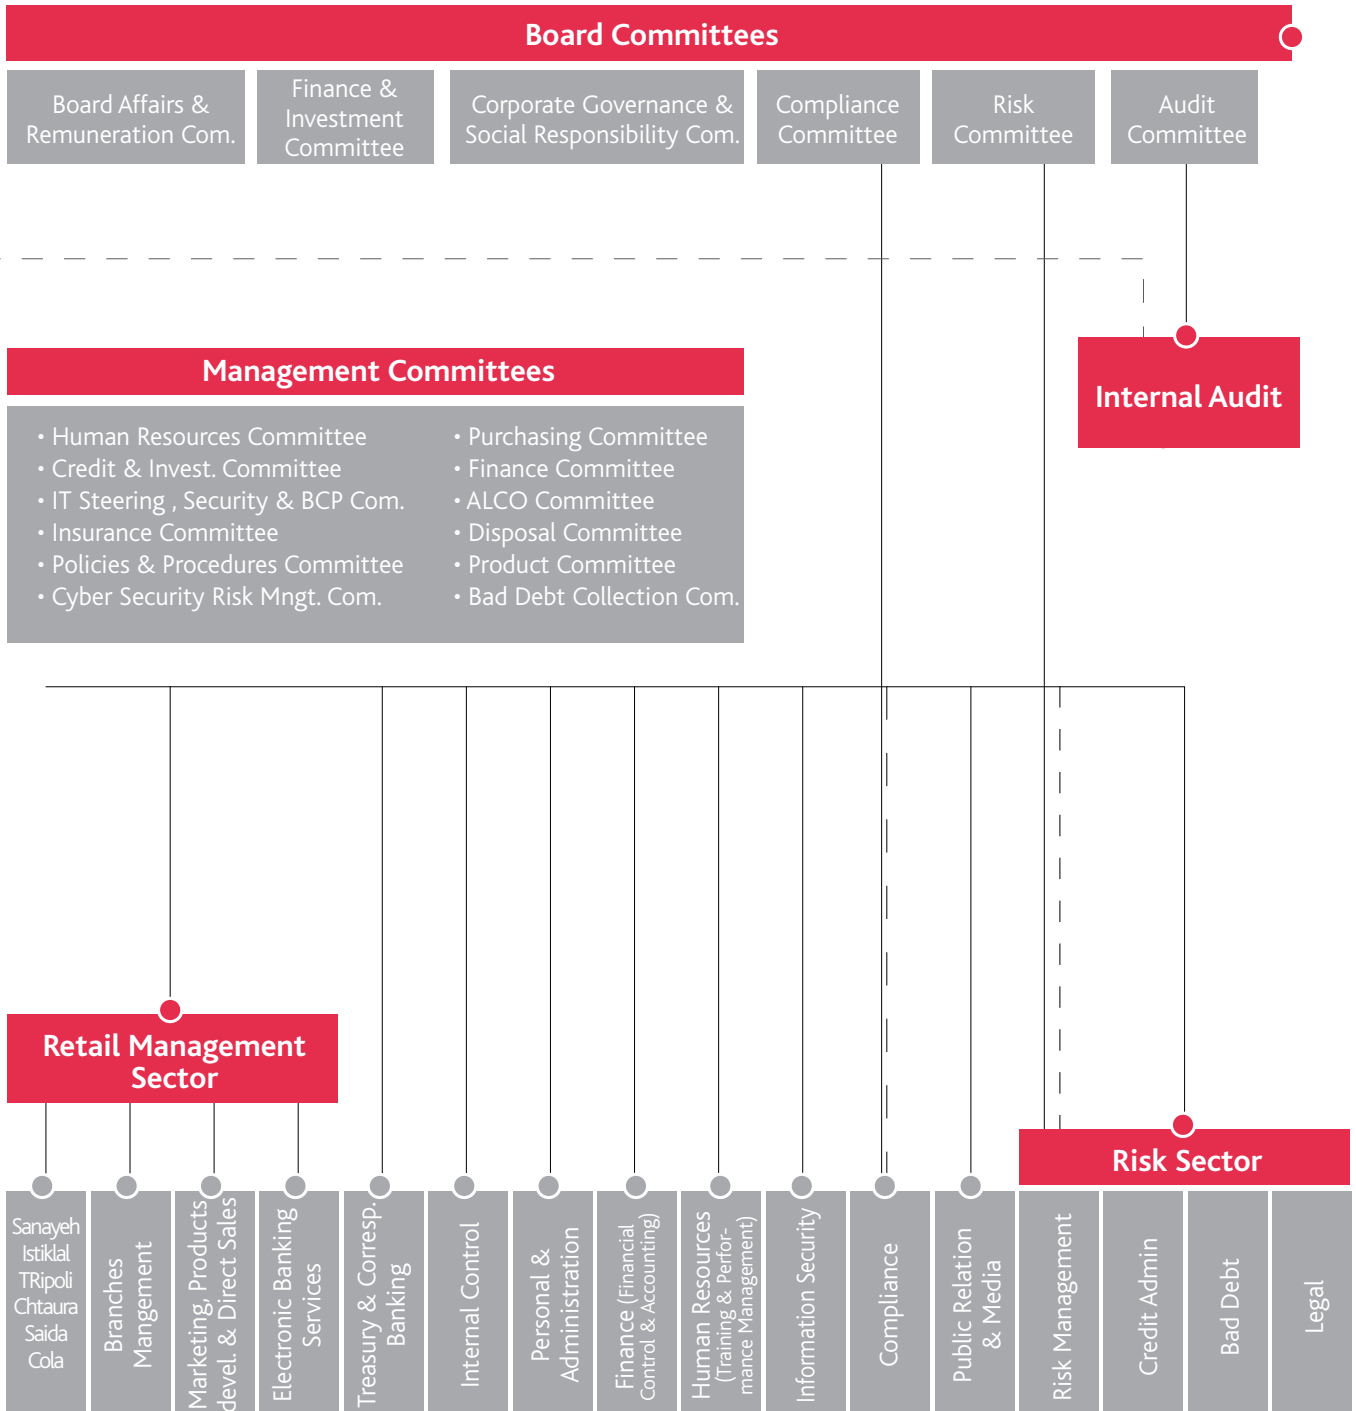 Board Committees
Board Affairs &
Remuneration Com.
Finance &
Investment
Committee
Corporate Governance &
Social Responsibility Com.
Compliance
Committee
Risk
Committee
Audit
Committee
Internal Audit
Management Committees
• Human Resources Committee
• Credit & Invest. Committee
• IT Steering , Security & BCP Com.
• Insurance Committee
• Policies & Procedures Committee
• Cyber Security Risk Mngt. Com.
• Purchasing Committee
• Finance Committee
• ALCO Committee
• Disposal Committee
• Product Committee
• Bad Debt Collection Com.
Retail Management
Sector
Risk Sector
Sanayeh
Istiklal
TRipoli
Chtaura
Saida
Cola
Branches
Mangement
Marketing, Products
devel. & Direct Sales
Electronic Banking
Services
Treasury & Corresp.
Banking
Internal Control
Personal &
Administration
Finance (Financial
Control & Accounting)
Human Resources
(Training & Perfor-
mance Management)
Information Security
Compliance
Public Relation
& Media
Risk Management
Credit Admin
Bad Debt
Legal